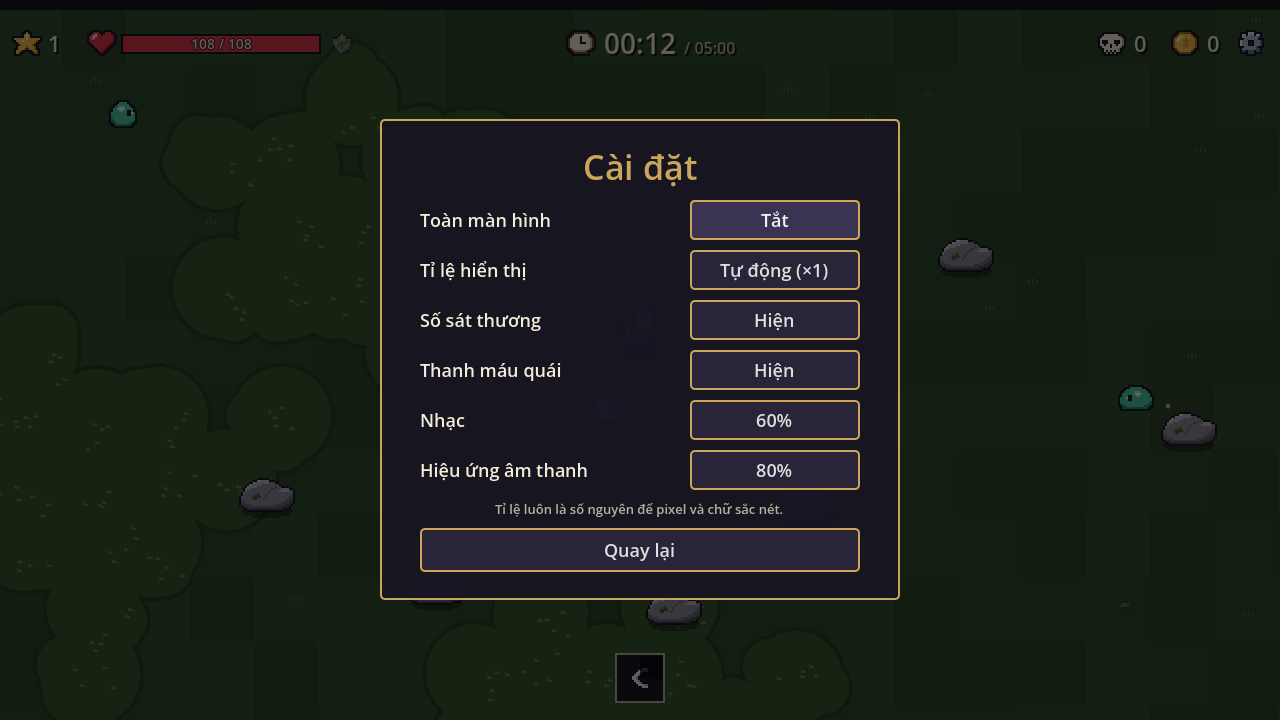 1
108 / 108
00:12 / 05:00
0
0
Cài đặt
Toàn màn hình Tắt
Tỉ lệ hiển thị Tự động (×1)
Số sát thương Hiện
Thanh máu quái Hiện
Nhạc 60%
Hiệu ứng âm thanh 80%
Tỉ lệ luôn là số nguyên để pixel và chữ sắc nét.
Quay lại